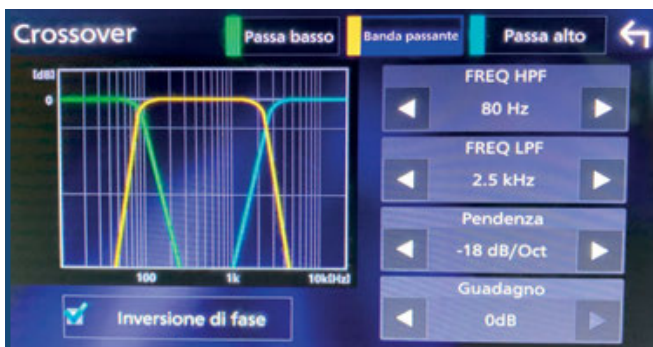 Crossover
Passa basso
Banda passante
Passa alto
[dB]
0
100
1k
10k[Hz]
Inversione di fase
FREQ HPF
80 Hz
FREQ LPF
2.5 kHz
Pendenza
-18 dB/Oct
Guadagno
0dB